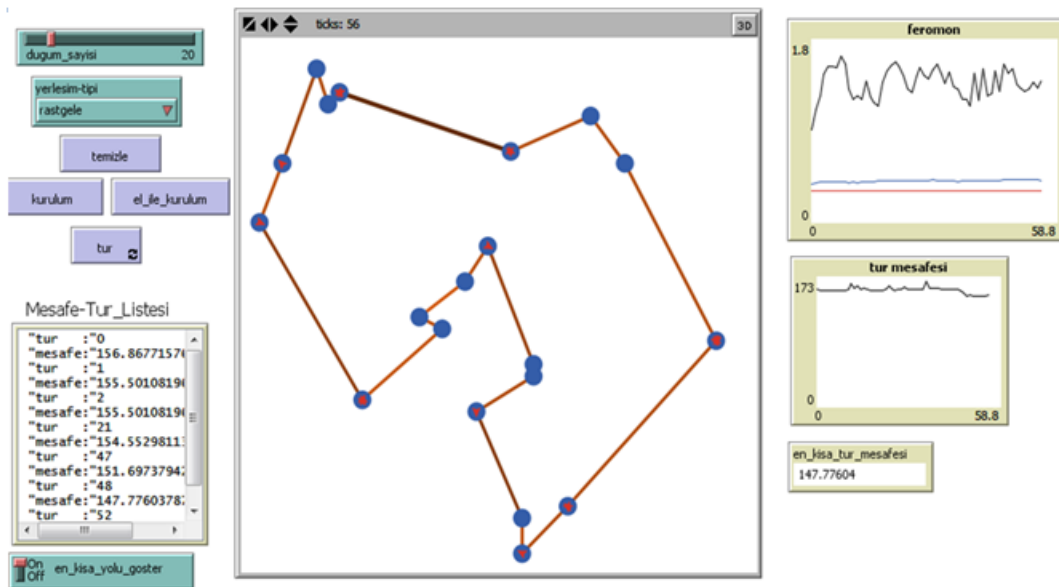 dugum_sayisi 20
yerlesim-tipi
rastgele
temizle
kurulum
el_ile_kurulum
tur
Mesafe-Tur_Listesi
"tur :"0
"mesafe:"156.8677157
"tur :"1
"mesafe:"155.5010819
"tur :"2
"mesafe:"155.5010819
"tur :"21
"mesafe:"154.5529811
"tur :"47
"mesafe:"151.6973794
"tur :"48
"mesafe:"147.7760378
"tur :"52
On
Off
en_kisa_yolu_goster
ticks: 56
3D
feromon
1.8
0
0 58.8
tur mesafesi
173
0
0 58.8
en_kisa_tur_mesafesi
147.77604